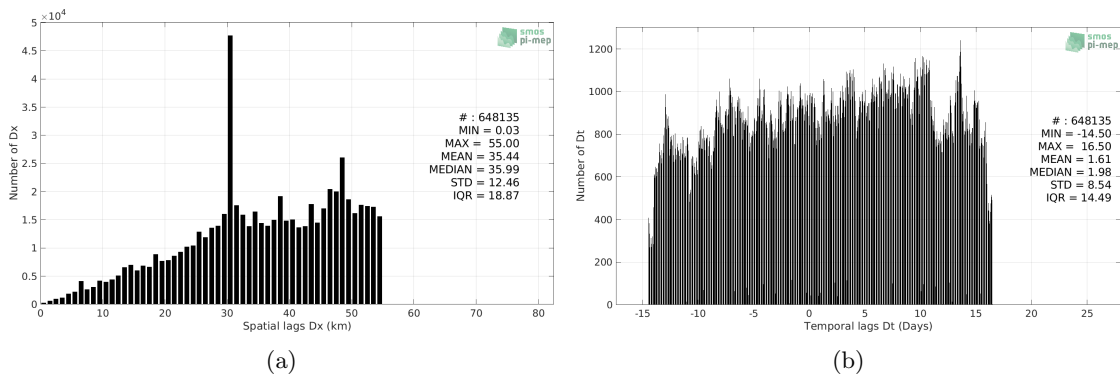 ×10⁴
5
4.5
4
3.5
3
2.5
2
1.5
1
0.5
0
Number of Dx
smos
pi-mep
# : 648135
MIN = 0.03
MAX = 55.00
MEAN = 35.44
MEDIAN = 35.99
STD = 12.46
IQR = 18.87
0 10 20 30 40 50 60 70 80
Spatial lags Dx (km)
(a)
1200
1000
800
600
400
200
0
Number of Dt
smos
pi-mep
# : 648135
MIN = -14.50
MAX = 16.50
MEAN = 1.61
MEDIAN = 1.98
STD = 8.54
IQR = 14.49
-15 -10 -5 0 5 10 15 20 25
Temporal lags Dt (Days)
(b)